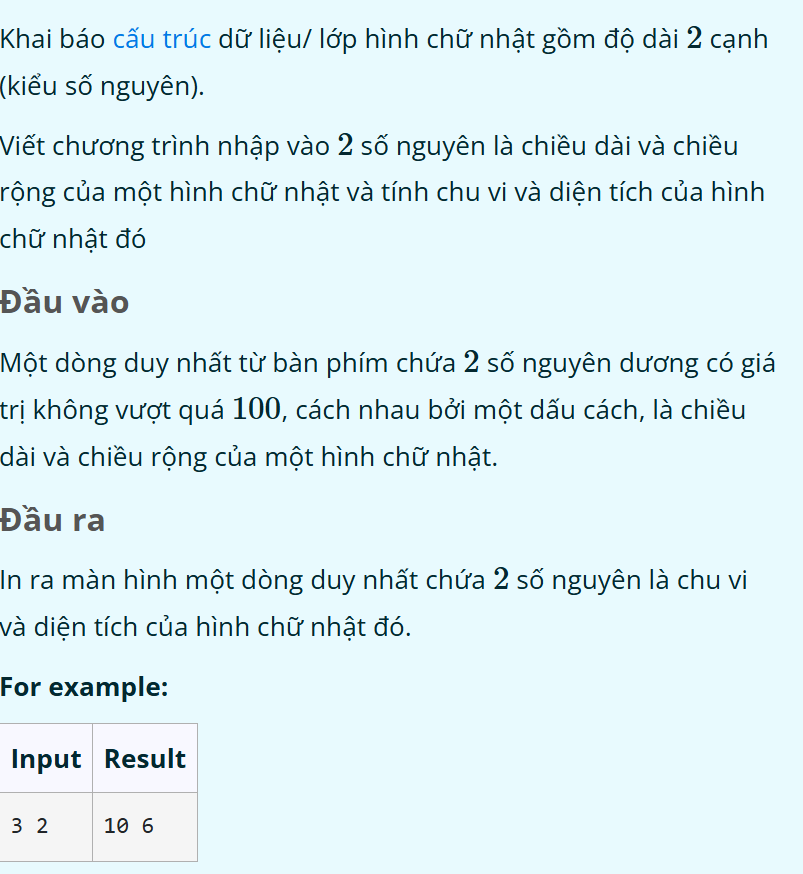 Khai báo cấu trúc dữ liệu/ lớp hình chữ nhật gồm độ dài 2 cạnh
(kiểu số nguyên).
Viết chương trình nhập vào 2 số nguyên là chiều dài và chiều
rộng của một hình chữ nhật và tính chu vi và diện tích của hình
chữ nhật đó
Đầu vào
Một dòng duy nhất từ bàn phím chứa 2 số nguyên dương có giá
trị không vượt quá 100, cách nhau bởi một dấu cách, là chiều
dài và chiều rộng của một hình chữ nhật.
Đầu ra
In ra màn hình một dòng duy nhất chứa 2 số nguyên là chu vi
và diện tích của hình chữ nhật đó.
For example:
Input Result
3 2 10 6